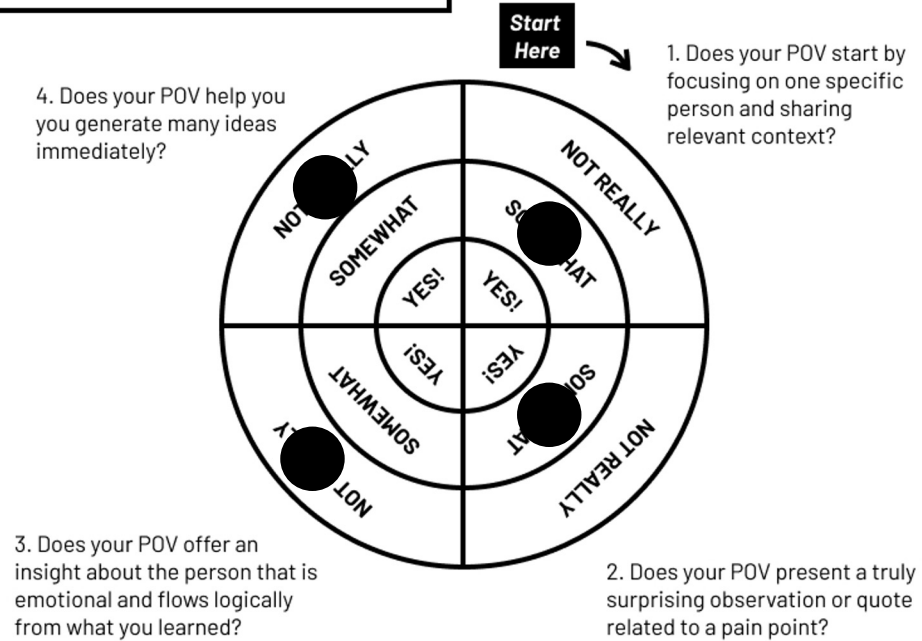 Start
Here
1. Does your POV start by
focusing on one specific
person and sharing
relevant context?
4. Does your POV help you
you generate many ideas
immediately?
NOT REALLY
SOMEWHAT
YES!
YES!
YES!
YES!
SOMEWHAT
NOT REALLY
NOT
3. Does your POV offer an
insight about the person that is
emotional and flows logically
from what you learned?
2. Does your POV present a truly
surprising observation or quote
related to a pain point?